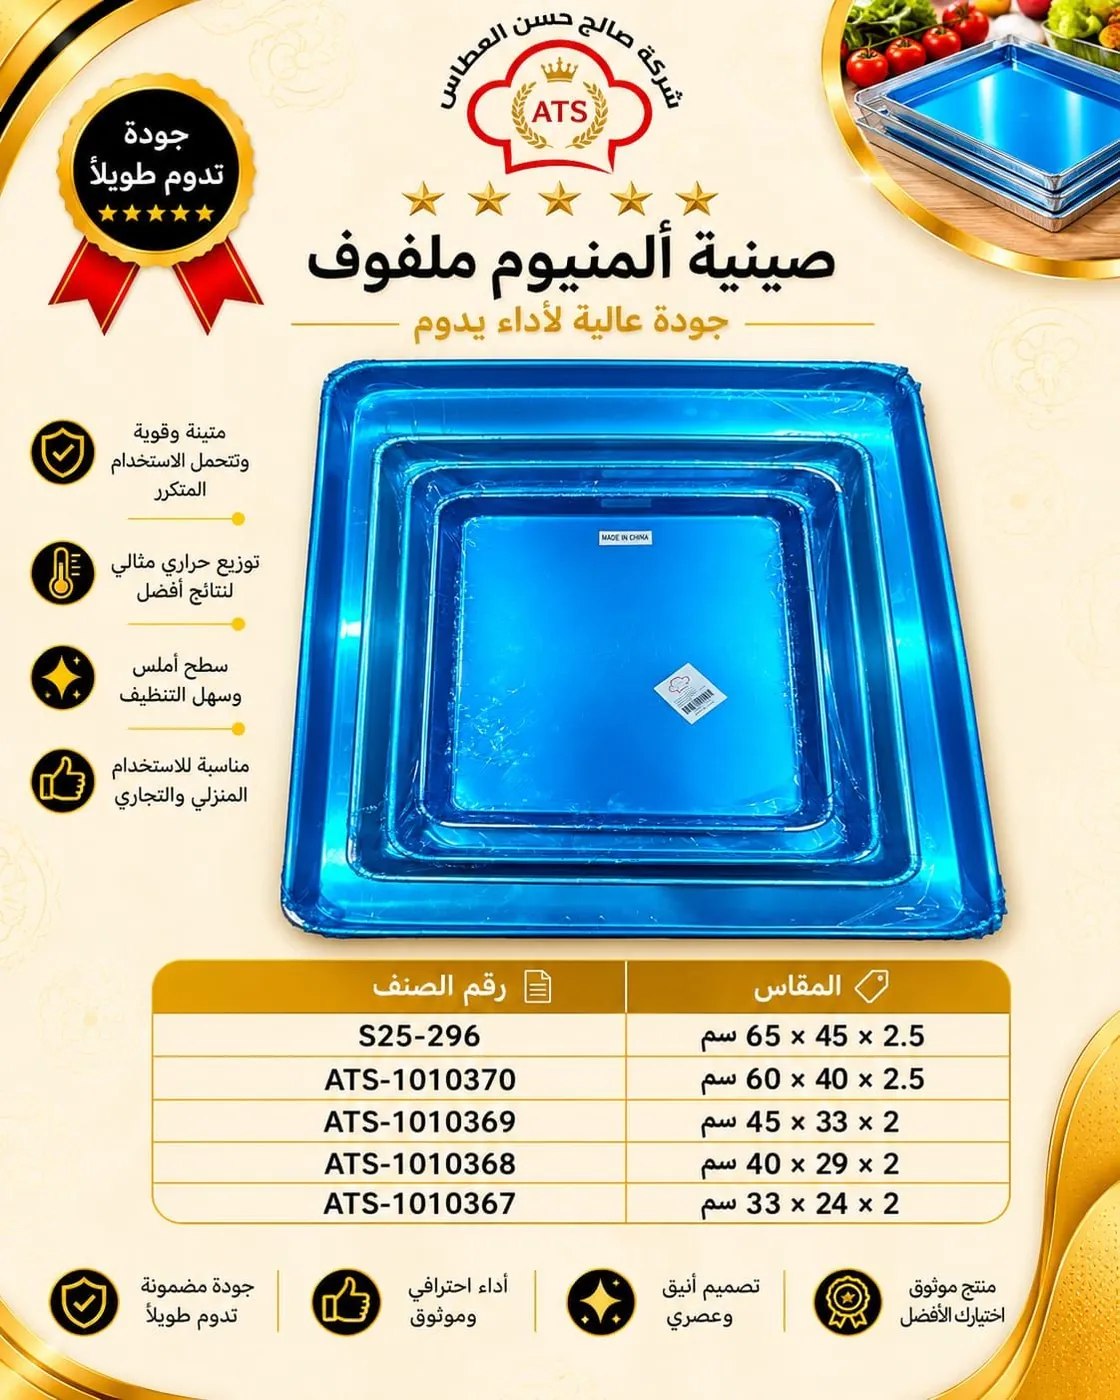 شركة صالح حسن العطاس
ATS
جودة
تدوم طويلاً
صينية ألمنيوم ملفوف
جودة عالية لأداء يدوم
متينة وقوية
وتتحمل الاستخدام
المتكرر
توزيع حراري مثالي
لنتائج أفضل
سطح أملس
وسهل التنظيف
مناسبة للاستخدام
المنزلي والتجاري
MADE IN CHINA
المقاس رقم الصنف
65 × 45 × 2.5 سم S25-296
60 × 40 × 2.5 سم ATS-1010370
45 × 33 × 2 سم ATS-1010369
40 × 29 × 2 سم ATS-1010368
33 × 24 × 2 سم ATS-1010367
منتج موثوق
اختيارك الأفضل
تصميم أنيق
وعصري
أداء احترافي
وموثوق
جودة مضمونة
تدوم طويلاً